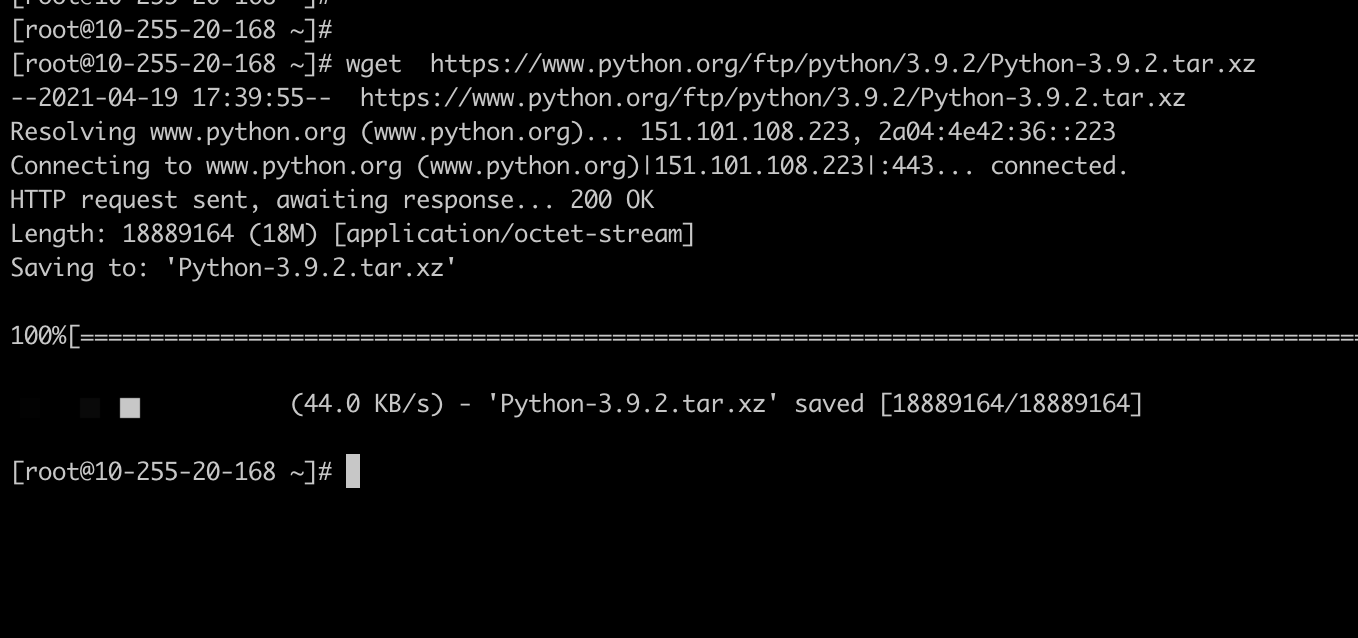 [root@10-255-20-168 ~]#
[root@10-255-20-168 ~]#
[root@10-255-20-168 ~]# wget  https://www.python.org/ftp/python/3.9.2/Python-3.9.2.tar.xz
--2021-04-19 17:39:55--  https://www.python.org/ftp/python/3.9.2/Python-3.9.2.tar.xz
Resolving www.python.org (www.python.org)... 151.101.108.223, 2a04:4e42:36::223
Connecting to www.python.org (www.python.org)|151.101.108.223|:443... connected.
HTTP request sent, awaiting response... 200 OK
Length: 18889164 (18M) [application/octet-stream]
Saving to: 'Python-3.9.2.tar.xz'
100%[===========================================================================================
(44.0 KB/s) - 'Python-3.9.2.tar.xz' saved [18889164/18889164]
[root@10-255-20-168 ~]#